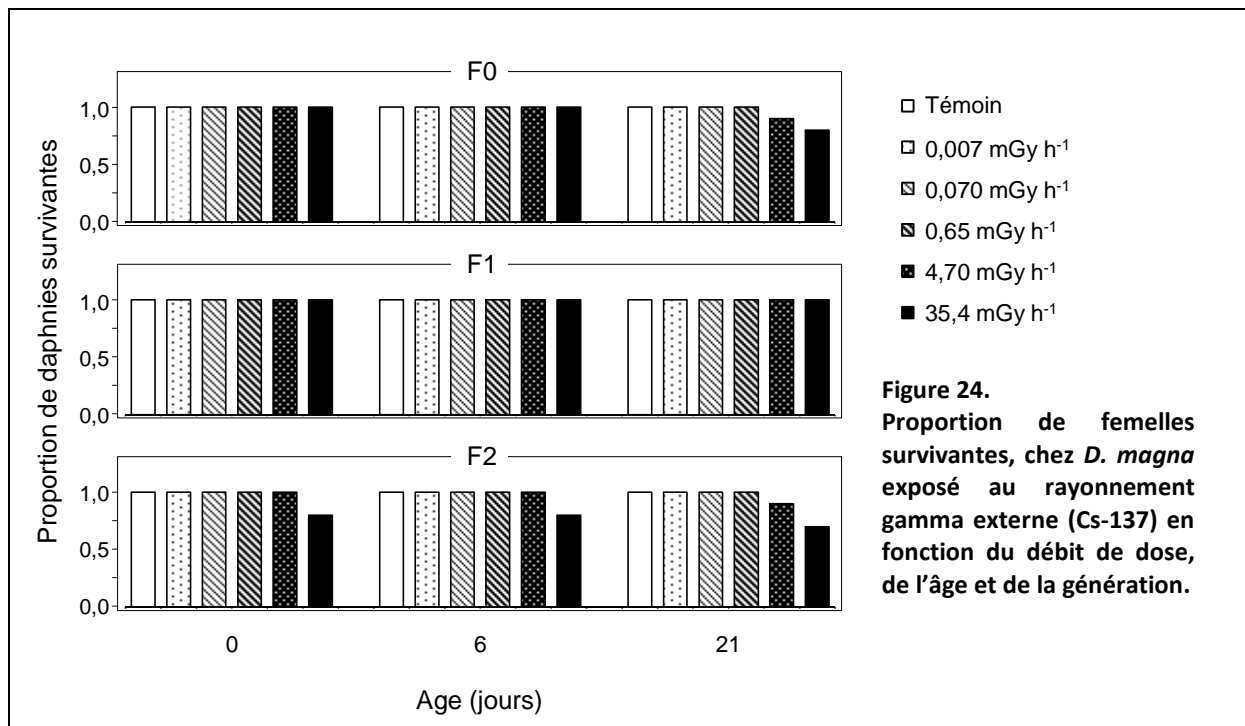 F0
1,0
0,5
0,0
F1
1,0
0,5
0,0
F2
1,0
0,5
0,0
0 6 21
Age (jours)
Proportion de daphnies survivantes
Témoin
0,007 mGy h-1
0,070 mGy h-1
0,65 mGy h-1
4,70 mGy h-1
35,4 mGy h-1
Figure 24.
Proportion de femelles
survivantes, chez D. magna
exposé au rayonnement
gamma externe (Cs-137) en
fonction du débit de dose,
de l’âge et de la génération.